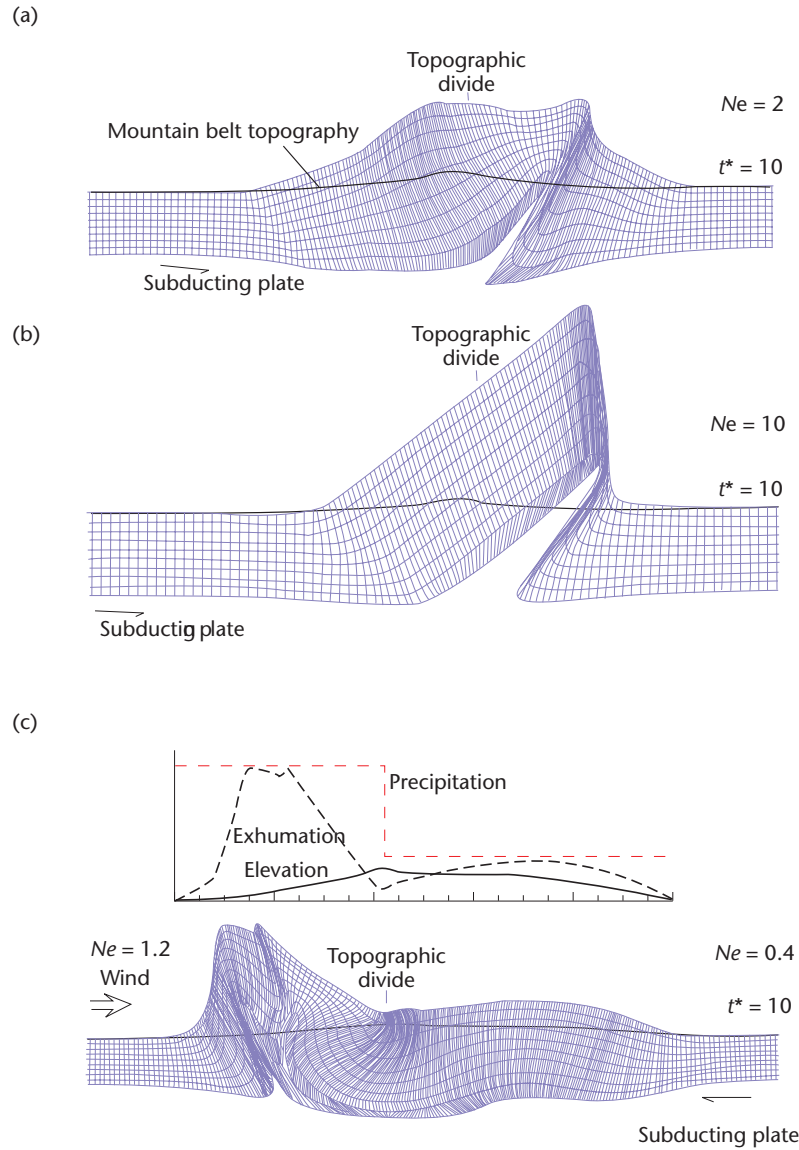 (a)
Topographic
divide
Ne = 2
Mountain belt topography
t* = 10
Subducting plate
(b)
Topographic
divide
Ne = 10
t* = 10
Subducting plate
(c)
Precipitation
Exhumation
Elevation
Ne = 1.2
Wind
Topographic
divide
Ne = 0.4
t* = 10
Subducting plate